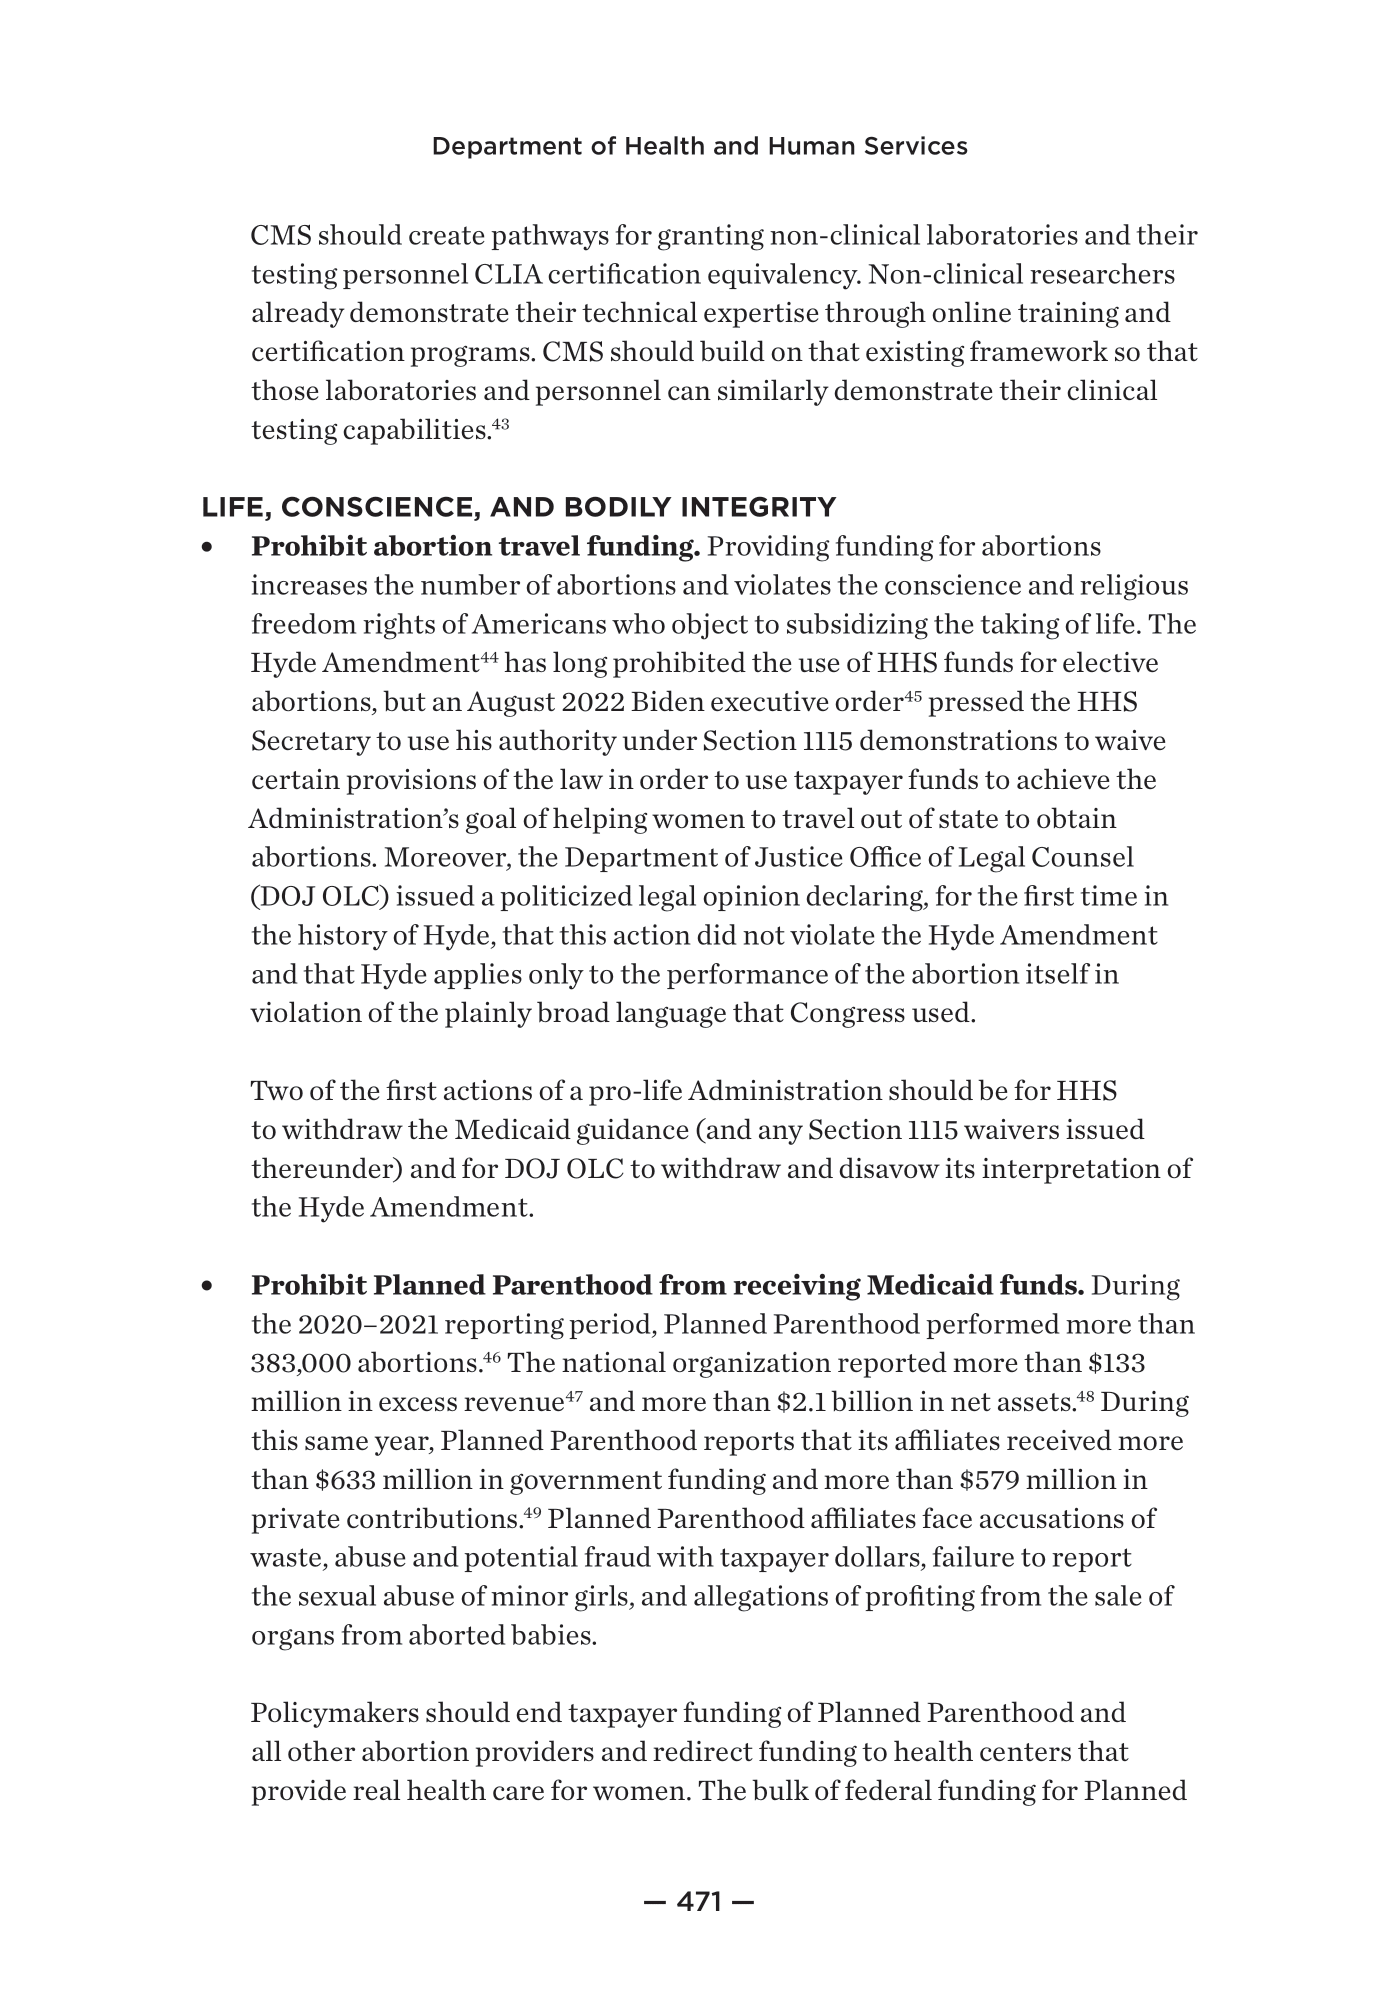 Department of Health and Human Services
CMS should create pathways for granting non-clinical laboratories and their
testing personnel CLIA certification equivalency. Non-clinical researchers
already demonstrate their technical expertise through online training and
certification programs. CMS should build on that existing framework so that
those laboratories and personnel can similarly demonstrate their clinical
testing capabilities.43
LIFE, CONSCIENCE, AND BODILY INTEGRITY
• Prohibit abortion travel funding. Providing funding for abortions
increases the number of abortions and violates the conscience and religious
freedom rights of Americans who object to subsidizing the taking of life. The
Hyde Amendment44 has long prohibited the use of HHS funds for elective
abortions, but an August 2022 Biden executive order45 pressed the HHS
Secretary to use his authority under Section 1115 demonstrations to waive
certain provisions of the law in order to use taxpayer funds to achieve the
Administration’s goal of helping women to travel out of state to obtain
abortions. Moreover, the Department of Justice Office of Legal Counsel
(DOJ OLC) issued a politicized legal opinion declaring, for the first time in
the history of Hyde, that this action did not violate the Hyde Amendment
and that Hyde applies only to the performance of the abortion itself in
violation of the plainly broad language that Congress used.
Two of the first actions of a pro-life Administration should be for HHS
to withdraw the Medicaid guidance (and any Section 1115 waivers issued
thereunder) and for DOJ OLC to withdraw and disavow its interpretation of
the Hyde Amendment.
• Prohibit Planned Parenthood from receiving Medicaid funds. During
the 2020–2021 reporting period, Planned Parenthood performed more than
383,000 abortions.46 The national organization reported more than $133
million in excess revenue47 and more than $2.1 billion in net assets.48 During
this same year, Planned Parenthood reports that its affiliates received more
than $633 million in government funding and more than $579 million in
private contributions.49 Planned Parenthood affiliates face accusations of
waste, abuse and potential fraud with taxpayer dollars, failure to report
the sexual abuse of minor girls, and allegations of profiting from the sale of
organs from aborted babies.
Policymakers should end taxpayer funding of Planned Parenthood and
all other abortion providers and redirect funding to health centers that
provide real health care for women. The bulk of federal funding for Planned
— 471 —